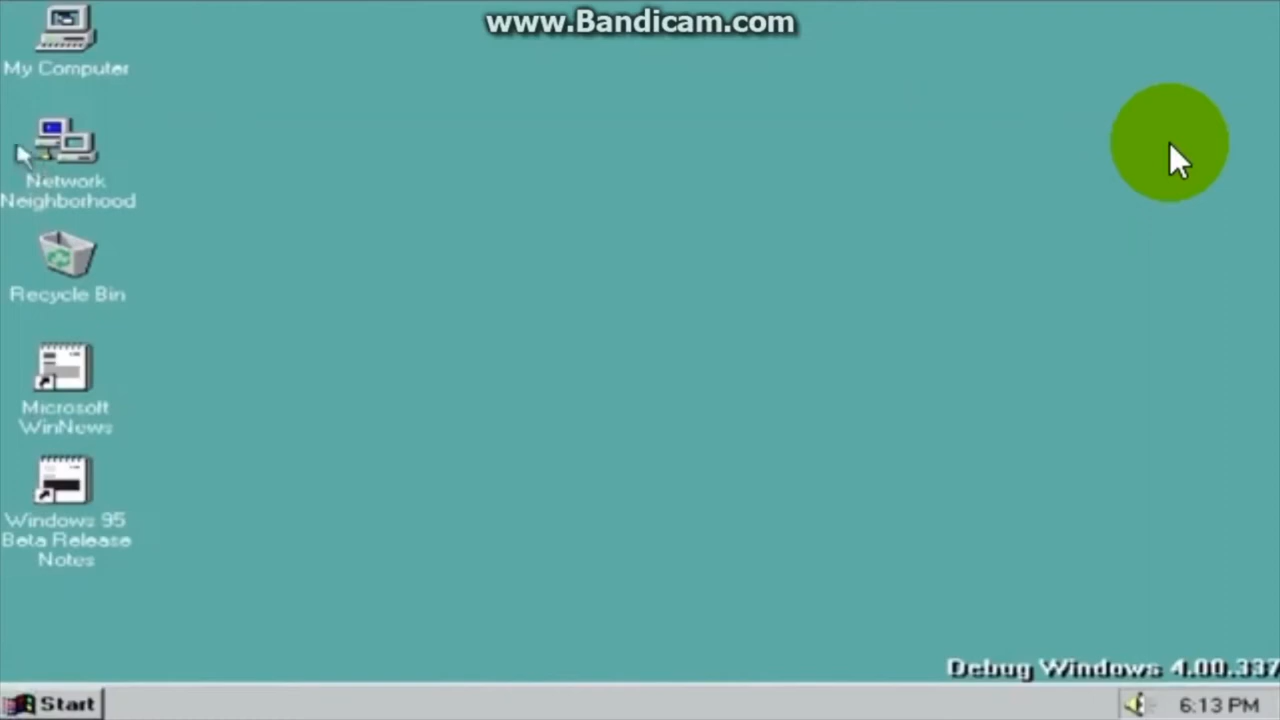 www.Bandicam.com
My Computer
Network
Neighborhood
Recycle Bin
Microsoft
WinNews
Windows 95
Beta Release
Notes
Debug Windows 4.00.337
Start
6:13 PM